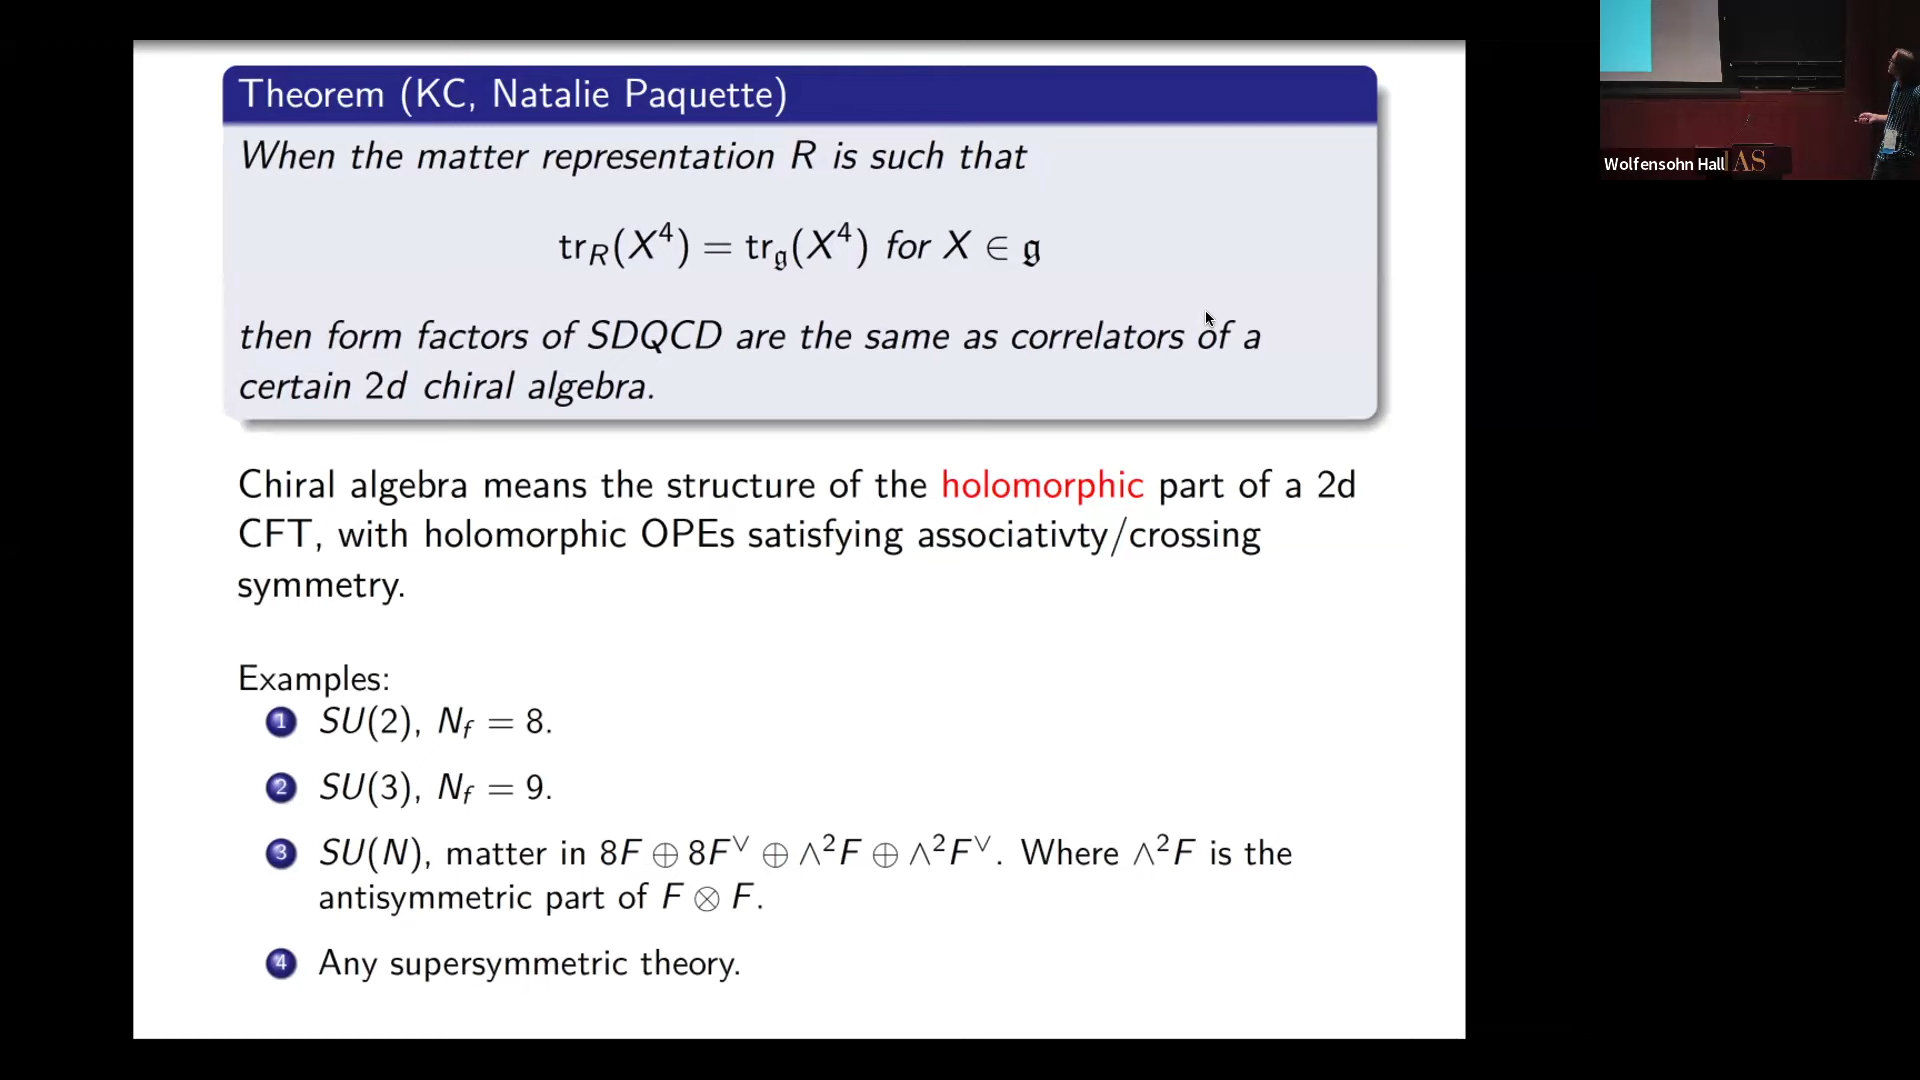 Theorem (KC, Natalie Paquette)
When the matter representation R is such that
tr_R(X⁴) = tr_𝔤(X⁴) for X ∈ 𝔤
then form factors of SDQCD are the same as correlators of a
certain 2d chiral algebra.
Chiral algebra means the structure of the holomorphic part of a 2d
CFT, with holomorphic OPEs satisfying associativty/crossing
symmetry.
Examples:
1 SU(2), N_f = 8.
2 SU(3), N_f = 9.
3 SU(N), matter in 8F ⊕ 8F^∨ ⊕ ∧²F ⊕ ∧²F^∨. Where ∧²F is the
antisymmetric part of F ⊗ F.
4 Any supersymmetric theory.
Wolfensohn Hall
AS